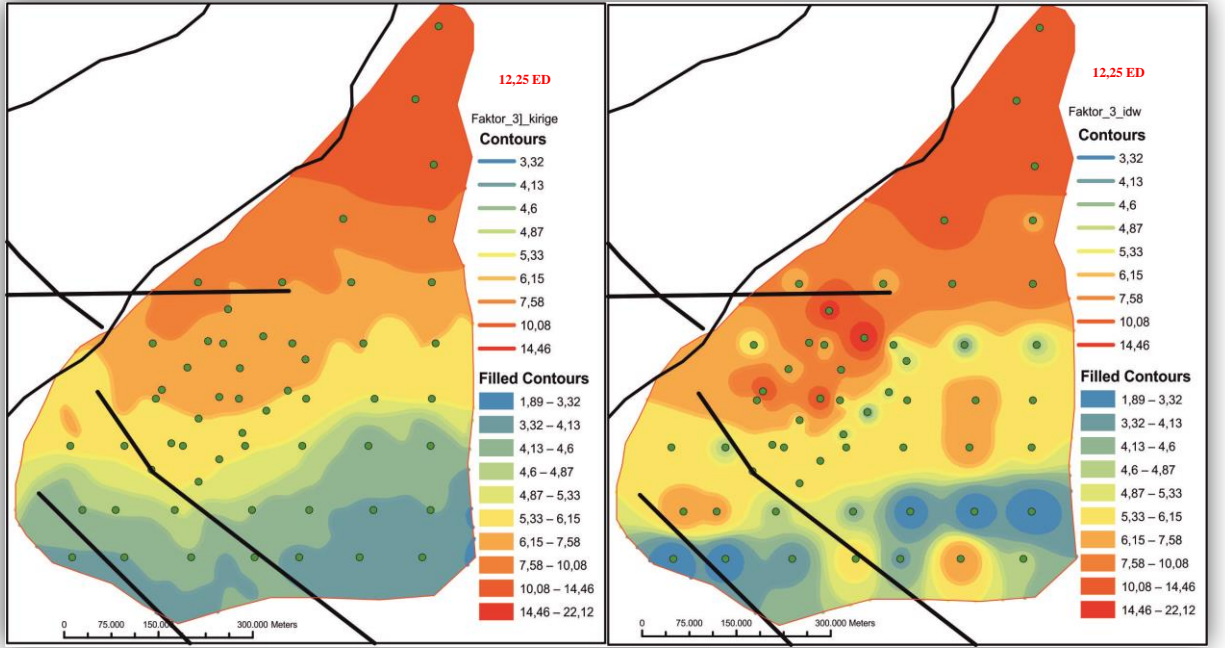 12,25 ED
Faktor_3]_kirige
Contours
3,32
4,13
4,6
4,87
5,33
6,15
7,58
10,08
14,46
Filled Contours
1,89 – 3,32
3,32 – 4,13
4,13 – 4,6
4,6 – 4,87
4,87 – 5,33
5,33 – 6,15
6,15 – 7,58
7,58 – 10,08
10,08 – 14,46
14,46 – 22,12
0 75.000 150.000 300.000 Meters
12,25 ED
Faktor_3_idw
Contours
3,32
4,13
4,6
4,87
5,33
6,15
7,58
10,08
14,46
Filled Contours
1,89 – 3,32
3,32 – 4,13
4,13 – 4,6
4,6 – 4,87
4,87 – 5,33
5,33 – 6,15
6,15 – 7,58
7,58 – 10,08
10,08 – 14,46
14,46 – 22,12
0 75.000 150.000 300.000 Meters